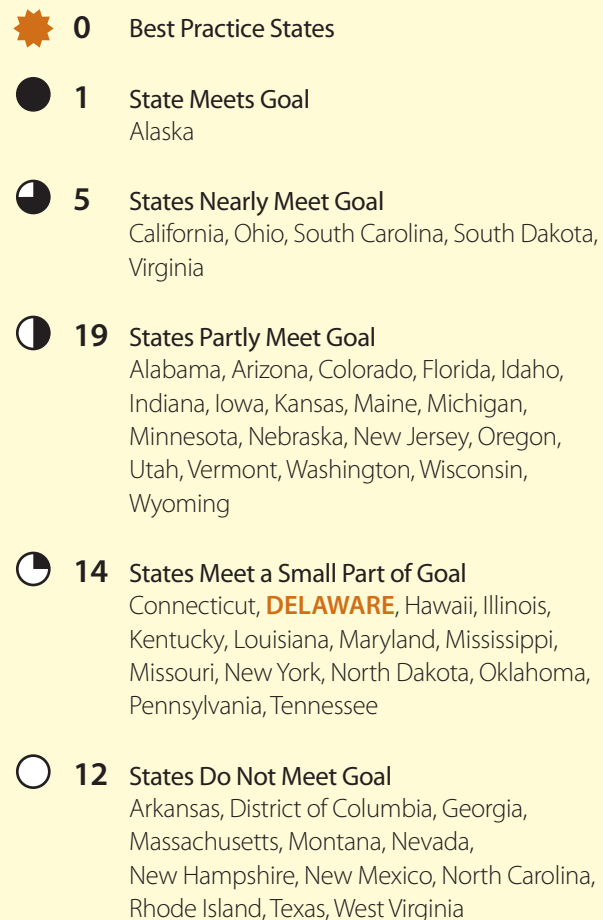 0 Best Practice States
1 State Meets Goal
Alaska
5 States Nearly Meet Goal
California, Ohio, South Carolina, South Dakota,
Virginia
19 States Partly Meet Goal
Alabama, Arizona, Colorado, Florida, Idaho,
Indiana, Iowa, Kansas, Maine, Michigan,
Minnesota, Nebraska, New Jersey, Oregon,
Utah, Vermont, Washington, Wisconsin,
Wyoming
14 States Meet a Small Part of Goal
Connecticut, DELAWARE, Hawaii, Illinois,
Kentucky, Louisiana, Maryland, Mississippi,
Missouri, New York, North Dakota, Oklahoma,
Pennsylvania, Tennessee
12 States Do Not Meet Goal
Arkansas, District of Columbia, Georgia,
Massachusetts, Montana, Nevada,
New Hampshire, New Mexico, North Carolina,
Rhode Island, Texas, West Virginia